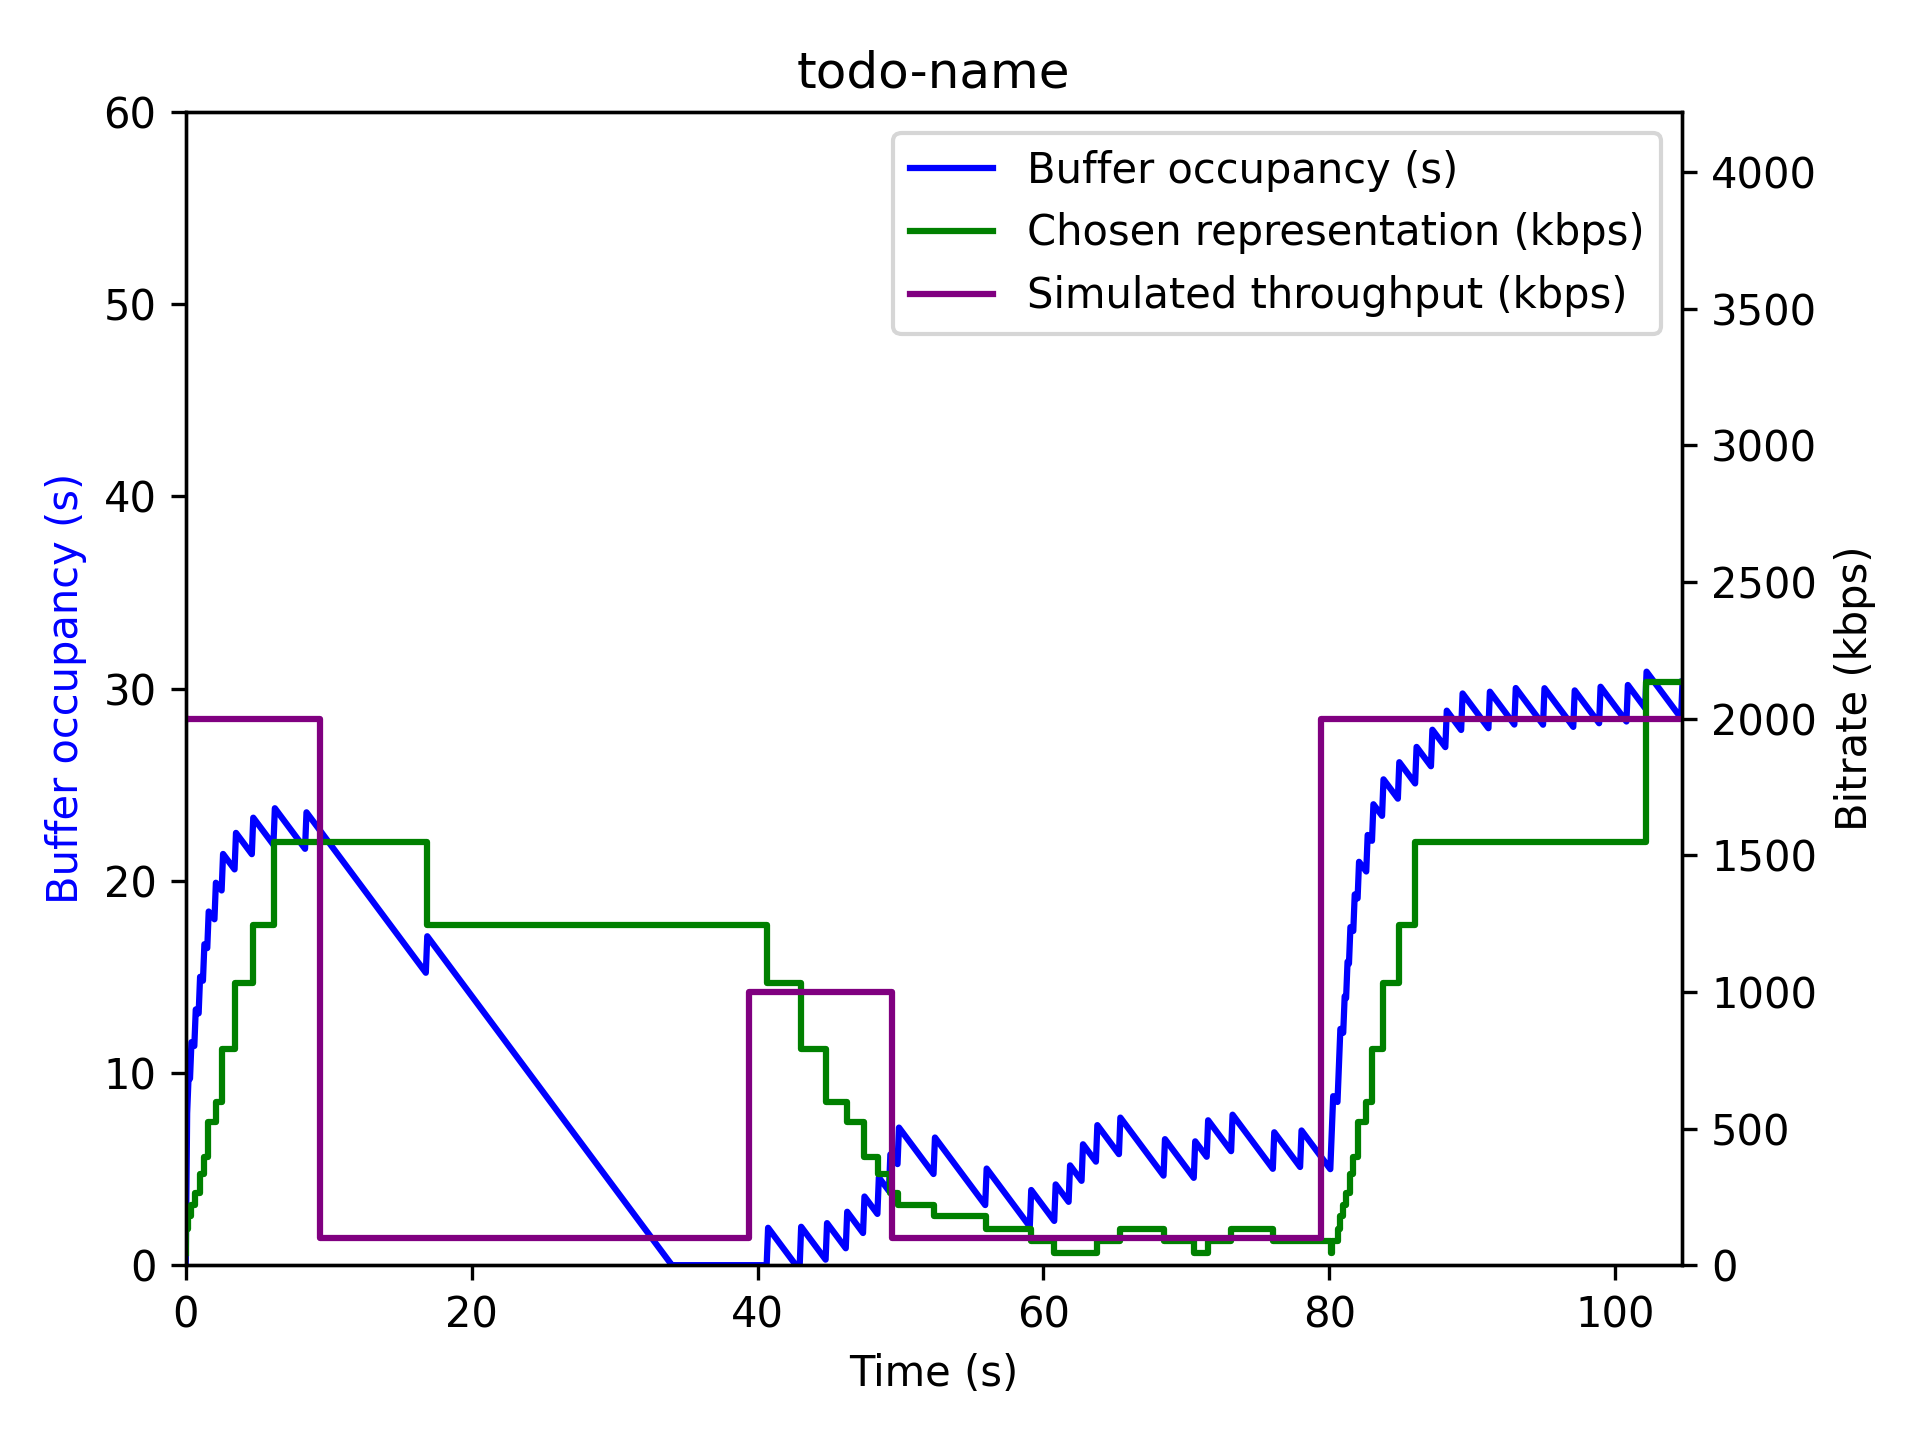 todo-name
60
50
40
30
20
10
0
Buffer occupancy (s)
Buffer occupancy (s)
Chosen representation (kbps)
Simulated throughput (kbps)
4000
3500
3000
2500
2000
1500
1000
500
0
Bitrate (kbps)
0 20 40 60 80 100
Time (s)